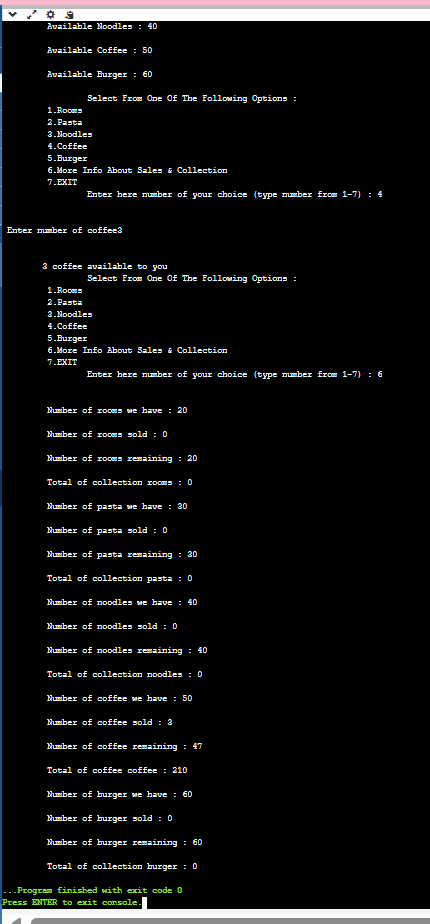 Available Noodles : 40
Available Coffee : 50
Available Burger : 60
Select From One Of The Following Options :
1.Rooms
2.Pasta
3.Noodles
4.Coffee
5.Burger
6.More Info About Sales & Collection
7.EXIT
Enter here number of your choice (type number from 1-7) : 4
Enter number of coffee3
3 coffee available to you
Select From One Of The Following Options :
1.Rooms
2.Pasta
3.Noodles
4.Coffee
5.Burger
6.More Info About Sales & Collection
7.EXIT
Enter here number of your choice (type number from 1-7) : 6
Number of rooms we have : 20
Number of rooms sold : 0
Number of rooms remaining : 20
Total of collection rooms : 0
Number of pasta we have : 30
Number of pasta sold : 0
Number of pasta remaining : 30
Total of collection pasta : 0
Number of noodles we have : 40
Number of noodles sold : 0
Number of noodles remaining : 40
Total of collection noodles : 0
Number of coffee we have : 50
Number of coffee sold : 3
Number of coffee remaining : 47
Total of coffee coffee : 210
Number of burger we have : 60
Number of burger sold : 0
Number of burger remaining : 60
Total of collection burger : 0
...Program finished with exit code 0
Press ENTER to exit console.